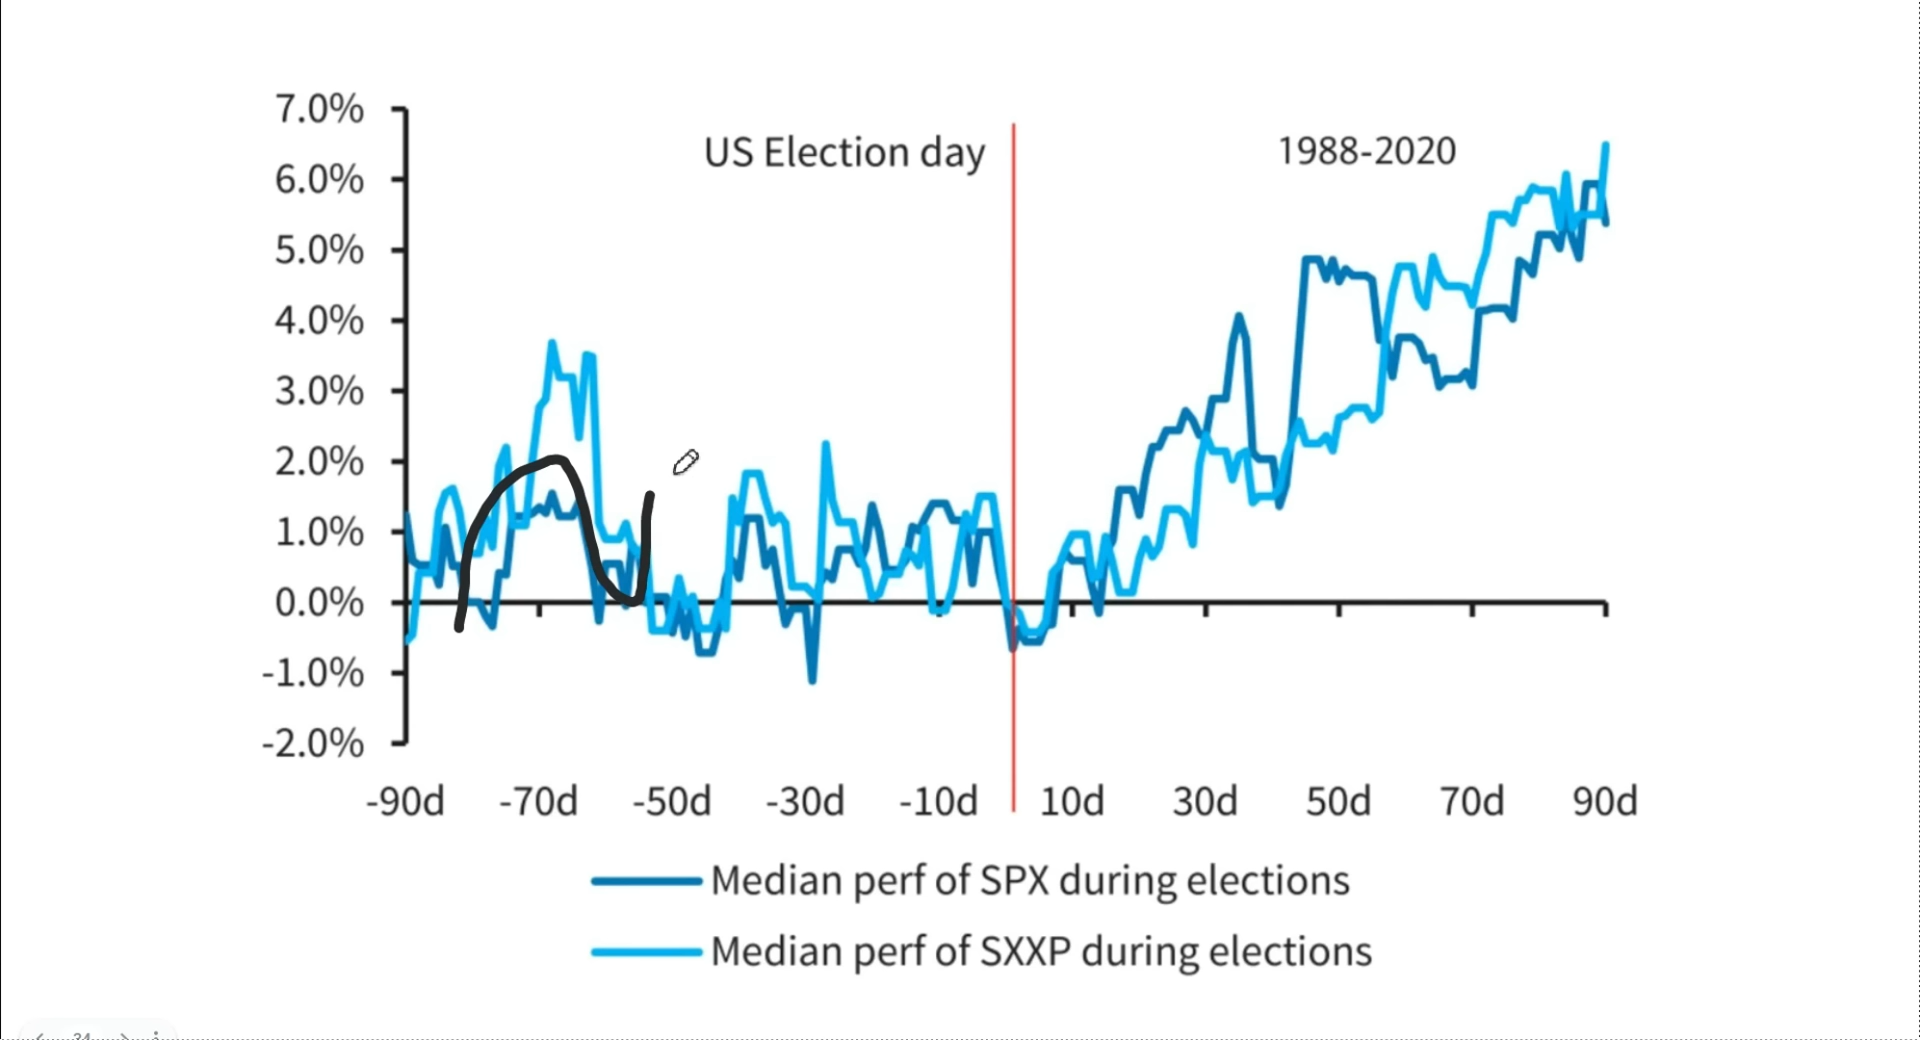 7.0%
US Election day
1988-2020
6.0%
5.0%
4.0%
3.0%
2.0%
1.0%
0.0%
-1.0%
-2.0%
-90d -70d -50d -30d -10d 10d 30d 50d 70d 90d
Median perf of SPX during elections
Median perf of SXXP during elections